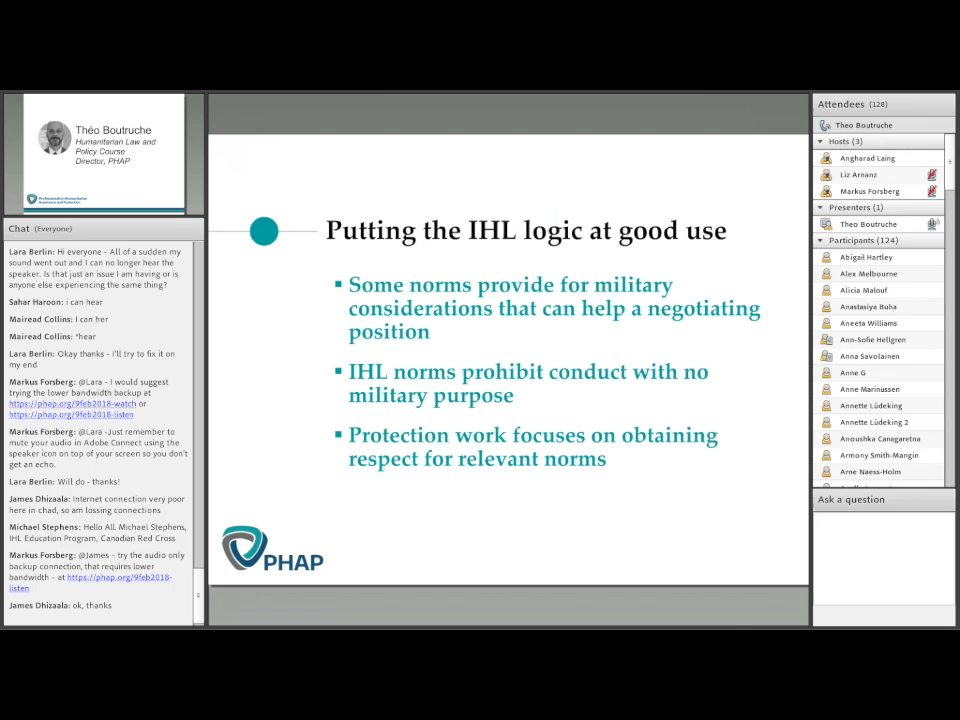 Théo Boutruche
Humanitarian Law and
Policy Course
Director, PHAP
Chat (Everyone)
Lara Berlin: Hi everyone - All of a sudden my
sound went out and I can no longer hear the
speaker. Is that just an issue I am having or is
anyone else experiencing the same thing?
Sahar Haroon: i can hear
Mairead Collins: I can her
Mairead Collins: *hear
Lara Berlin: Okay thanks - I'll try to fix it on
my end
Markus Forsberg: @Lara - I would suggest
trying the lower bandwidth backup at
https://phap.org/9feb2018-watch or
https://phap.org/9feb2018-listen
Markus Forsberg: @Lara -Just remember to
mute your audio in Adobe Connect using the
speaker icon on top of your screen so you don't
get an echo.
Lara Berlin: Will do - thanks!
James Dhizaala: Internet connection very poor
here in chad, so am lossing connections
Michael Stephens: Hello All. Michael Stephens,
IHL Education Program, Canadian Red Cross
Markus Forsberg: @James - try the audio only
backup connection, that requires lower
bandwidth - at https://phap.org/9feb2018-
listen
James Dhizaala: ok, thanks
Putting the IHL logic at good use
▪ Some norms provide for military
considerations that can help a negotiating
position
▪ IHL norms prohibit conduct with no
military purpose
▪ Protection work focuses on obtaining
respect for relevant norms
PHAP
Attendees (128)
Theo Boutruche
Hosts (3)
Angharad Laing
Liz Arnanz
Markus Forsberg
Presenters (1)
Theo Boutruche
Participants (124)
Abigail Hartley
Alex Melbourne
Alicia Malouf
Anastasiya Buha
Aneeta Williams
Ann-Sofie Hellgren
Anna Savolainen
Anne G
Anne Marinussen
Annette Lüdeking
Annette Lüdeking 2
Anoushka Canagaretna
Armony Smith-Mangin
Arne Naess-Holm
Ask a question